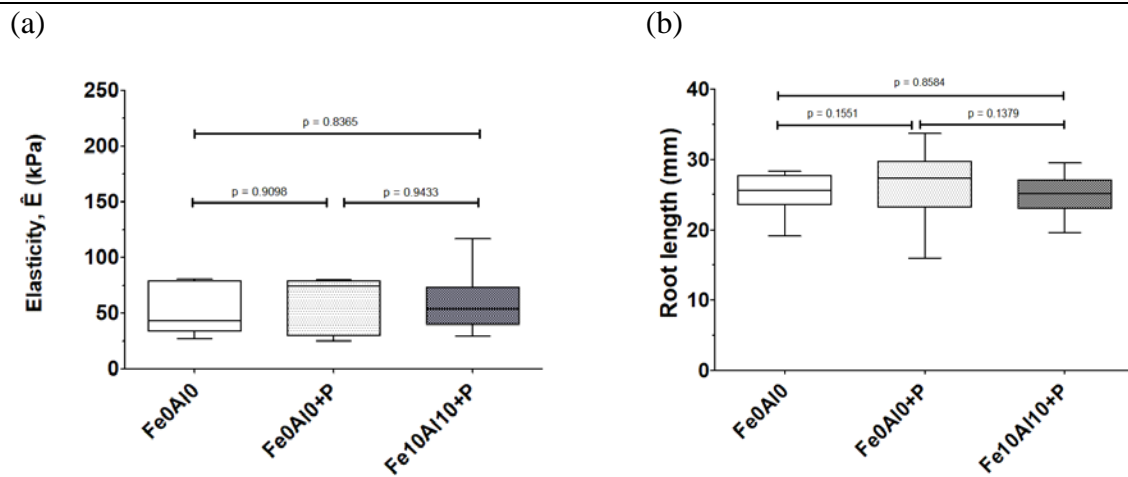 (a)
250
200
150
100
50
0
Elasticity, Ê (kPa)
p = 0.8365
p = 0.9098
p = 0.9433
Fe0Al0
Fe0Al0+P
Fe10Al10+P
(b)
40
30
20
10
0
Root length (mm)
p = 0.8584
p = 0.1551
p = 0.1379
Fe0Al0
Fe0Al0+P
Fe10Al10+P